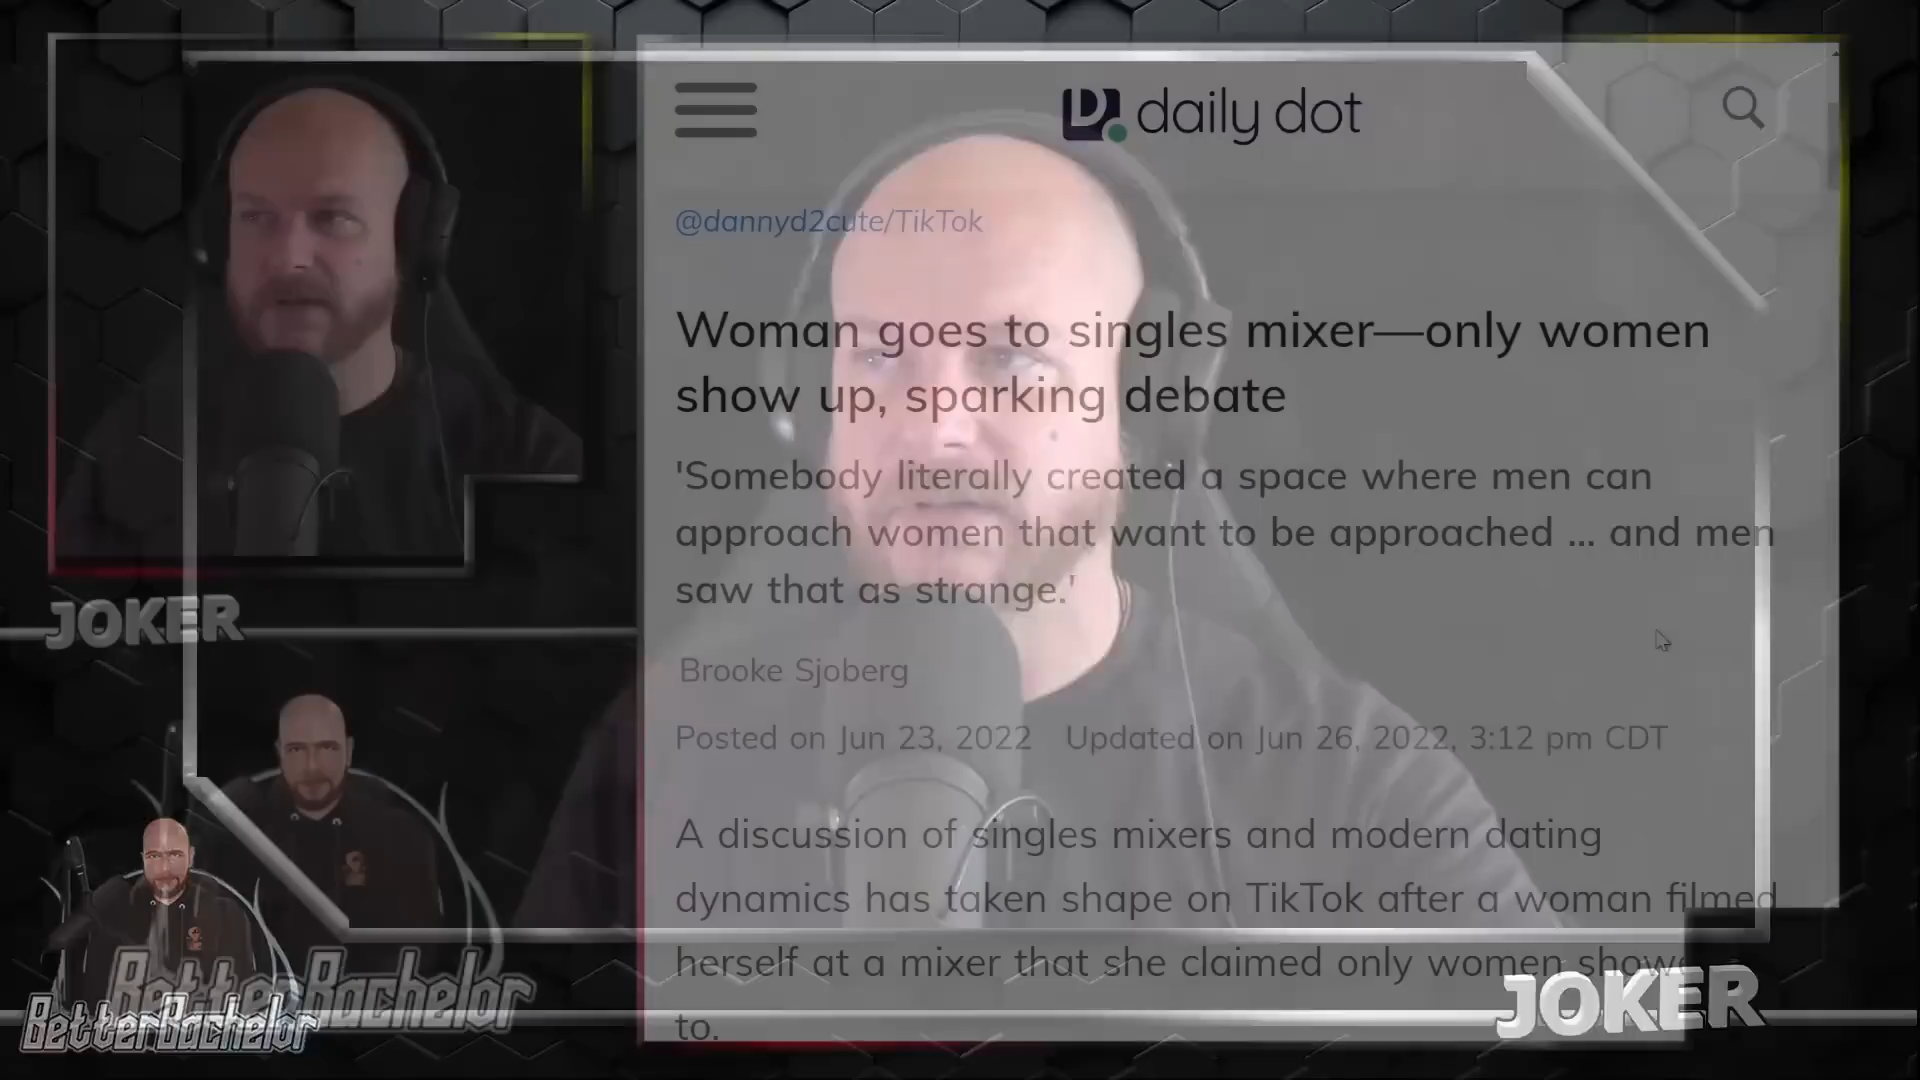 daily dot
@dannyd2cute/TikTok
Woman goes to singles mixer—only women
show up, sparking debate
'Somebody literally created a space where men can
approach women that want to be approached ... and men
saw that as strange.'
Brooke Sjoberg
Posted on Jun 23, 2022 Updated on Jun 26, 2022, 3:12 pm CDT
A discussion of singles mixers and modern dating
dynamics has taken shape on TikTok after a woman filmed
herself at a mixer that she claimed only women
to.
JOKER
BetterBachelor
BetterBachelor
JOKER